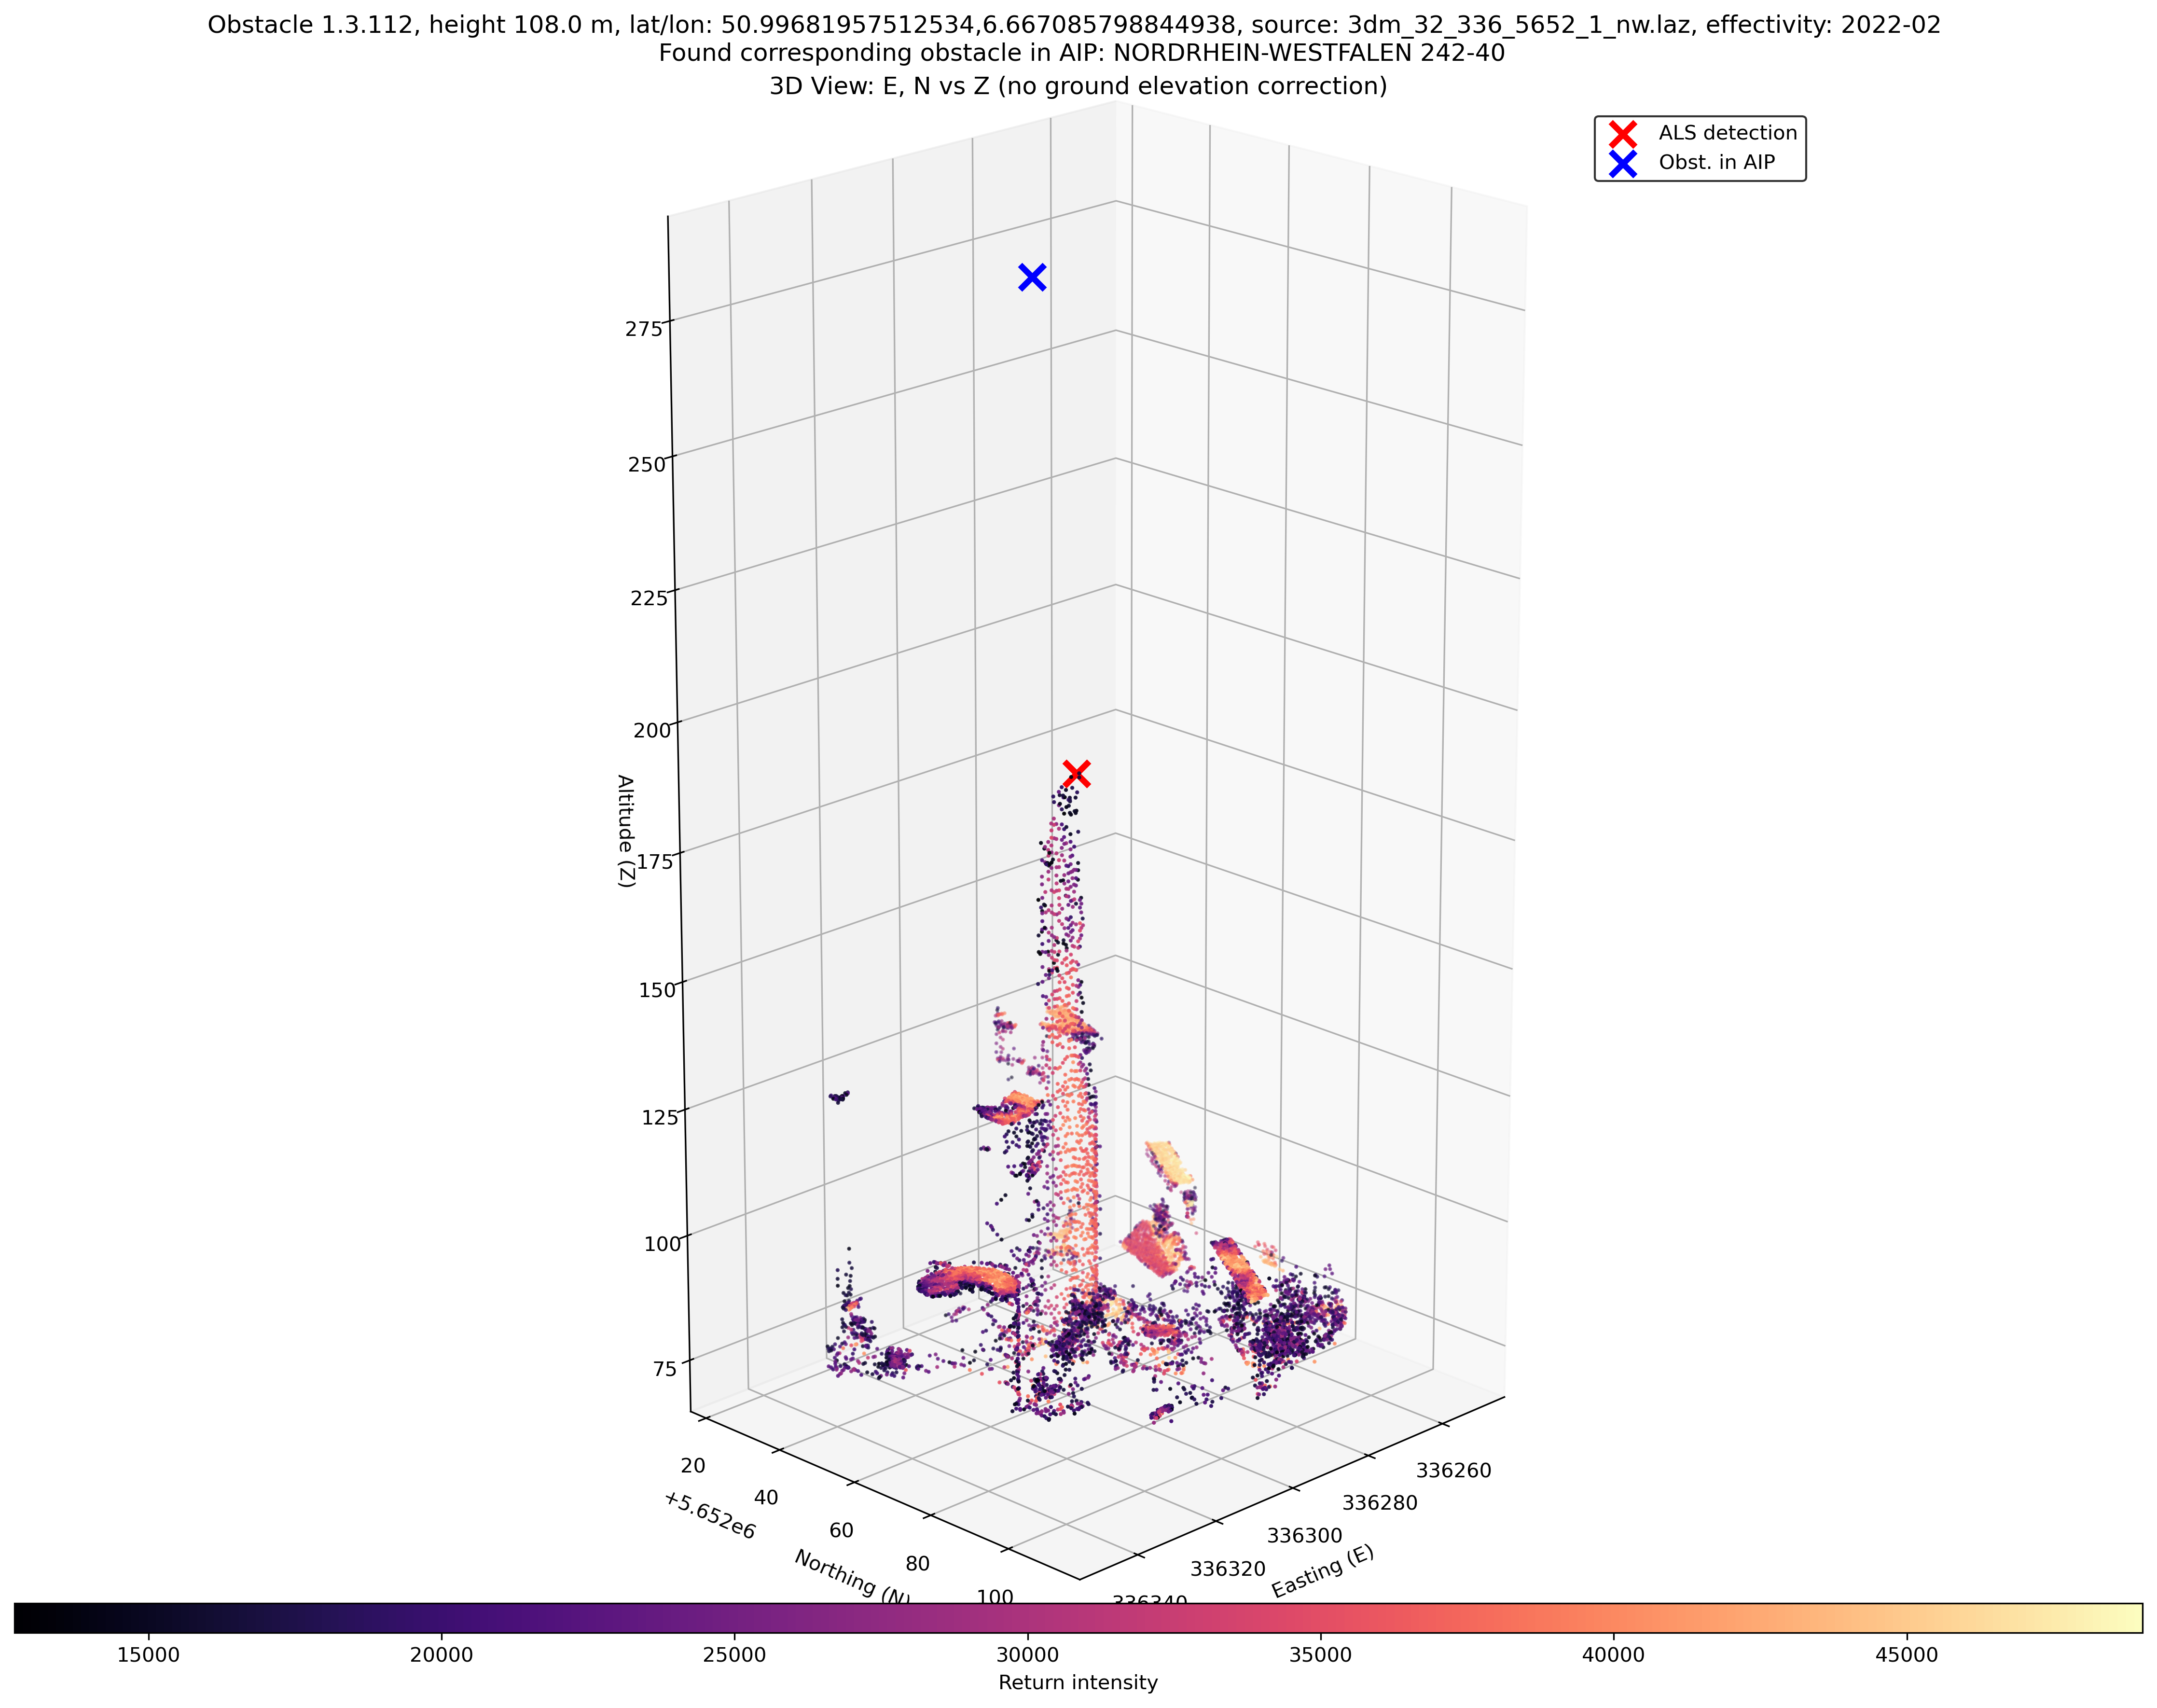 Obstacle 1.3.112, height 108.0 m, lat/lon: 50.99681957512534,6.667085798844938, source: 3dm_32_336_5652_1_nw.laz, effectivity: 2022-02
Found corresponding obstacle in AIP: NORDRHEIN-WESTFALEN 242-40
3D View: E, N vs Z (no ground elevation correction)
ALS detection
Obst. in AIP
275
250
225
200
175
150
125
100
75
Altitude (Z)
20
40
60
80
100
+5.652e6
Northing (N)
336260
336280
336300
336320
336340
Easting (E)
15000
20000
25000
30000
35000
40000
45000
Return intensity